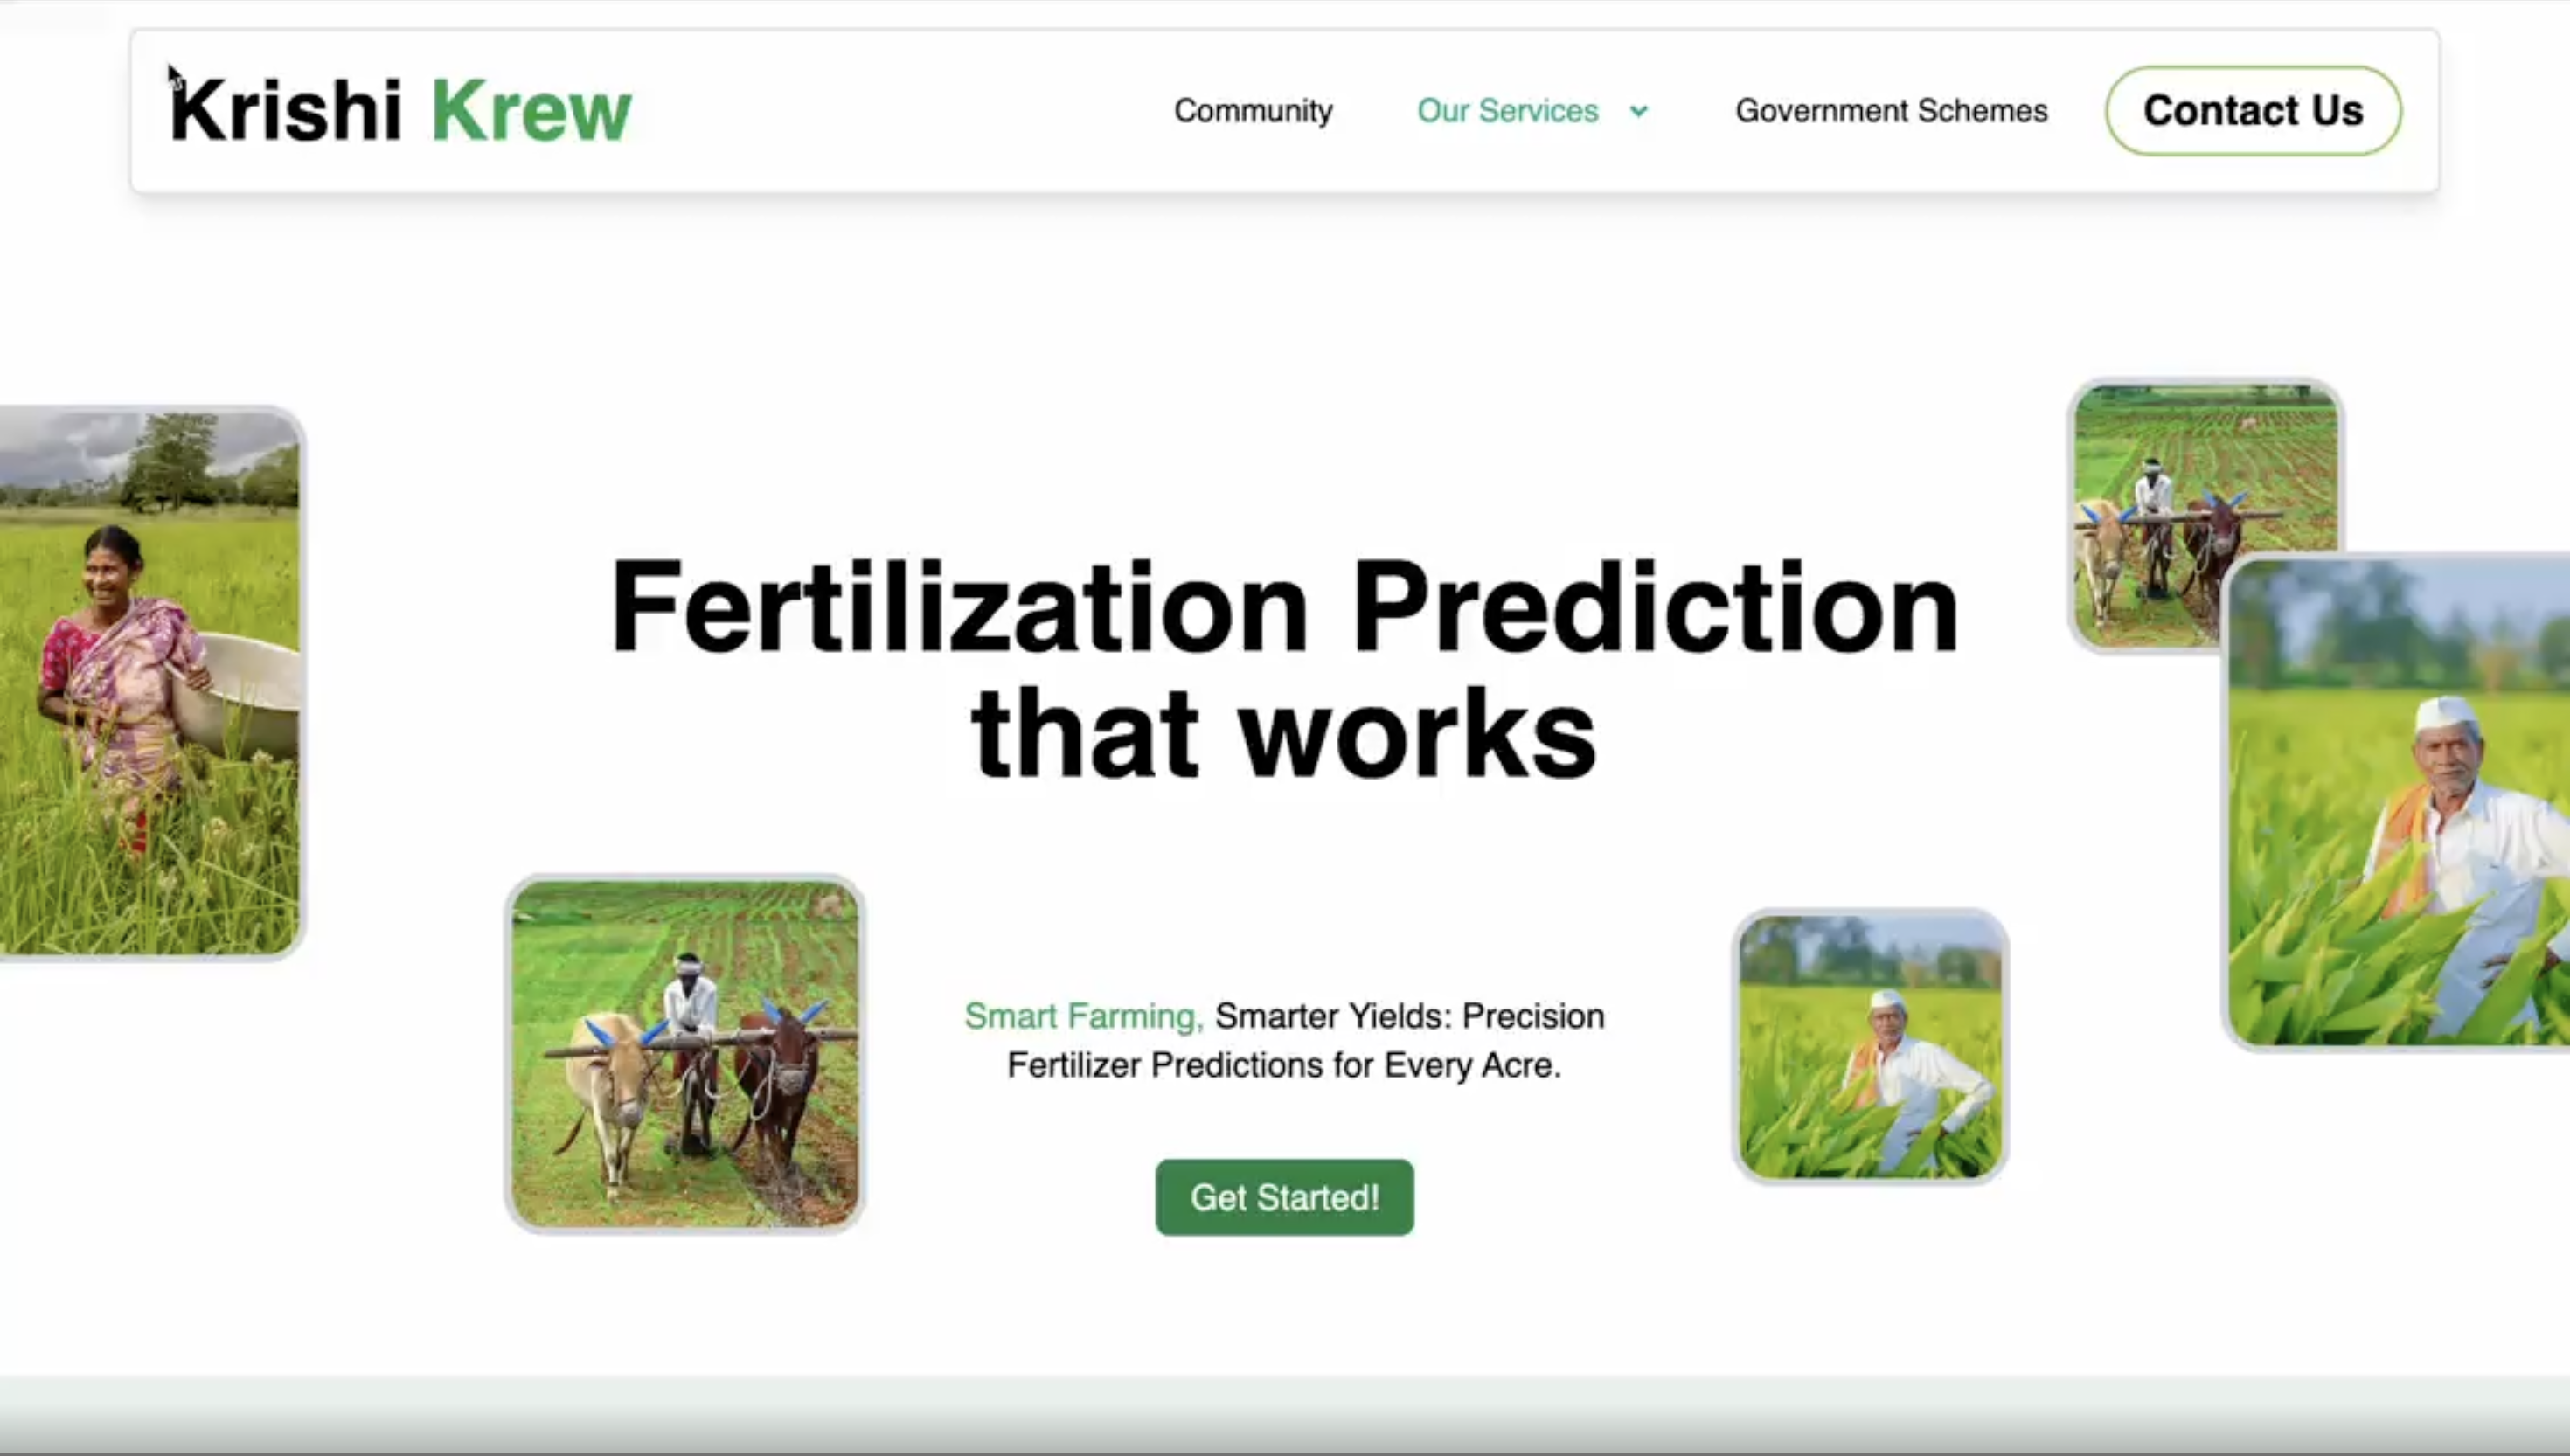 Krishi Krew
Community
Our Services
Government Schemes
Contact Us
Fertilization Prediction
that works
Smart Farming, Smarter Yields: Precision
Fertilizer Predictions for Every Acre.
Get Started!